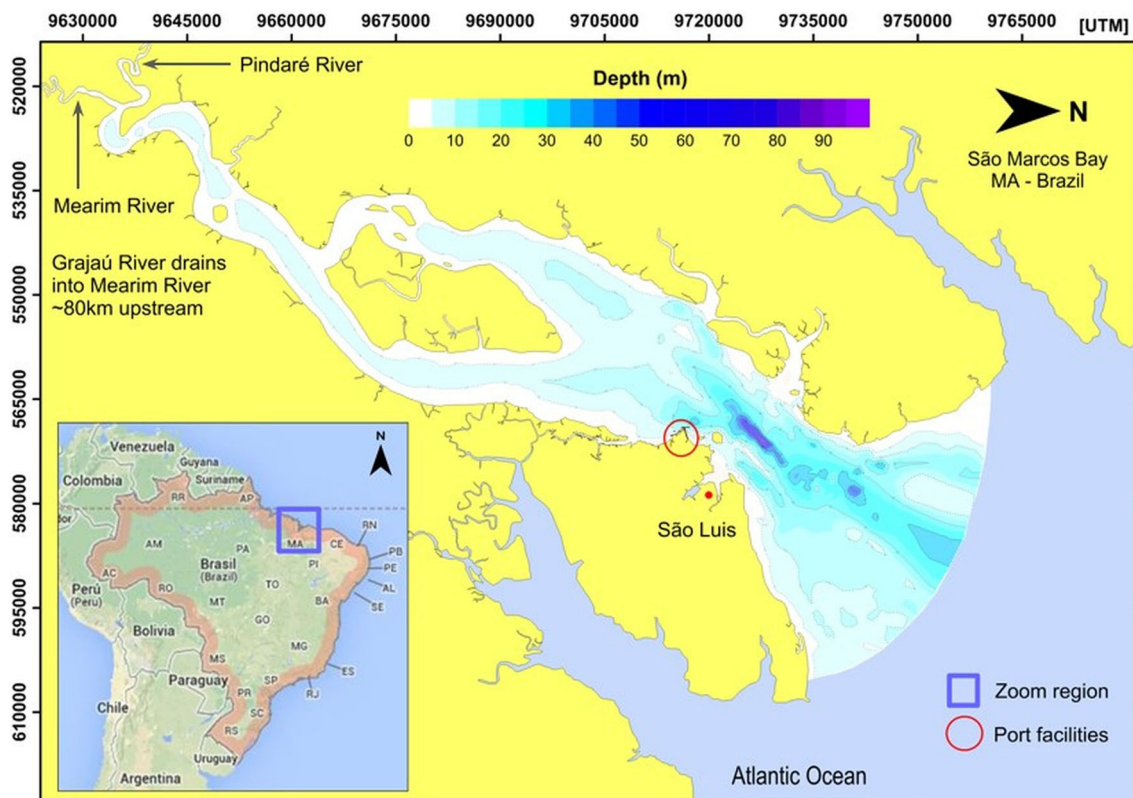 9630000 9645000 9660000 9675000 9690000 9705000 9720000 9735000 9750000 9765000 [UTM]
520000
535000
550000
565000
580000
595000
610000
Pindaré River
Mearim River
Grajaú River drains
into Mearim River
~80km upstream
Depth (m)
0 10 20 30 40 50 60 70 80 90
N
São Marcos Bay
MA - Brazil
São Luis
Zoom region
Port facilities
Atlantic Ocean
N
Venezuela
Guyana
Suriname
Colombia
RR
AP
dor
AM
PA
MA
CE
RN
PB
PE
AL
SE
PI
Brasil
(Brazil)
TO
AC
RO
Perú
(Peru)
MT
BA
GO
Bolivia
MG
MS
ES
SP
RJ
Paraguay
PR
SC
Chile
RS
Uruguay
Argentina